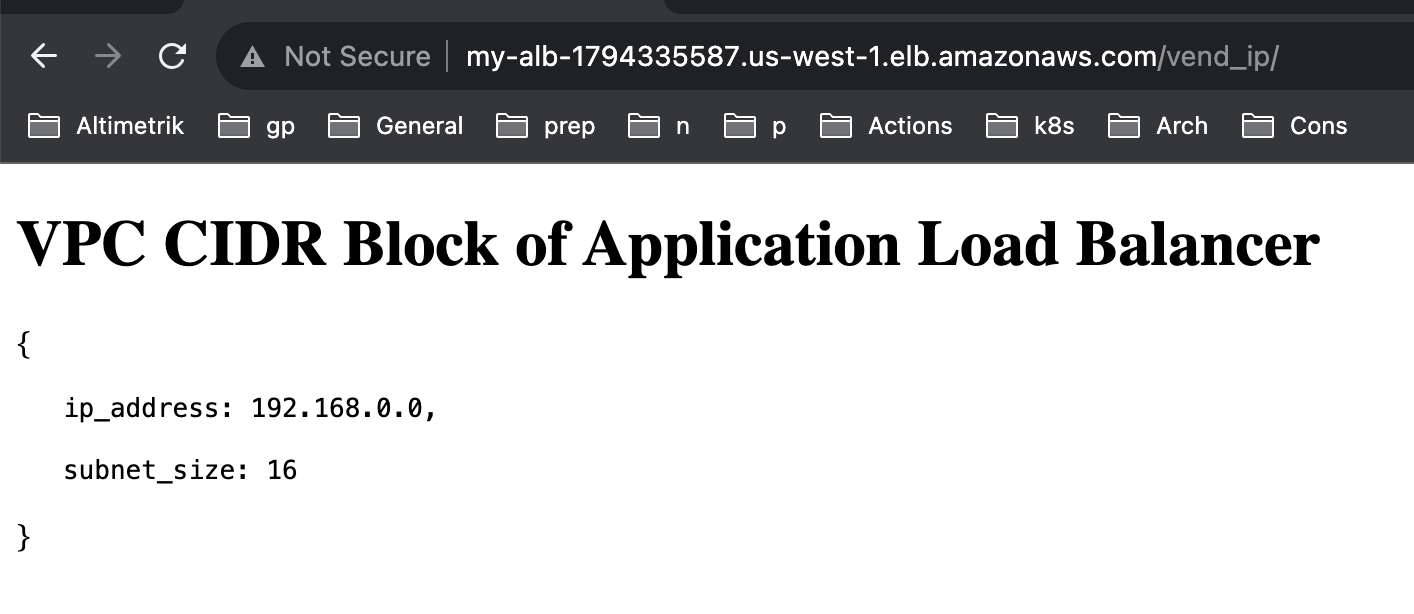 Not Secure my-alb-1794335587.us-west-1.elb.amazonaws.com/vend_ip/
Altimetrik gp General prep n p Actions k8s Arch Cons
VPC CIDR Block of Application Load Balancer
{
ip_address: 192.168.0.0,
subnet_size: 16
}